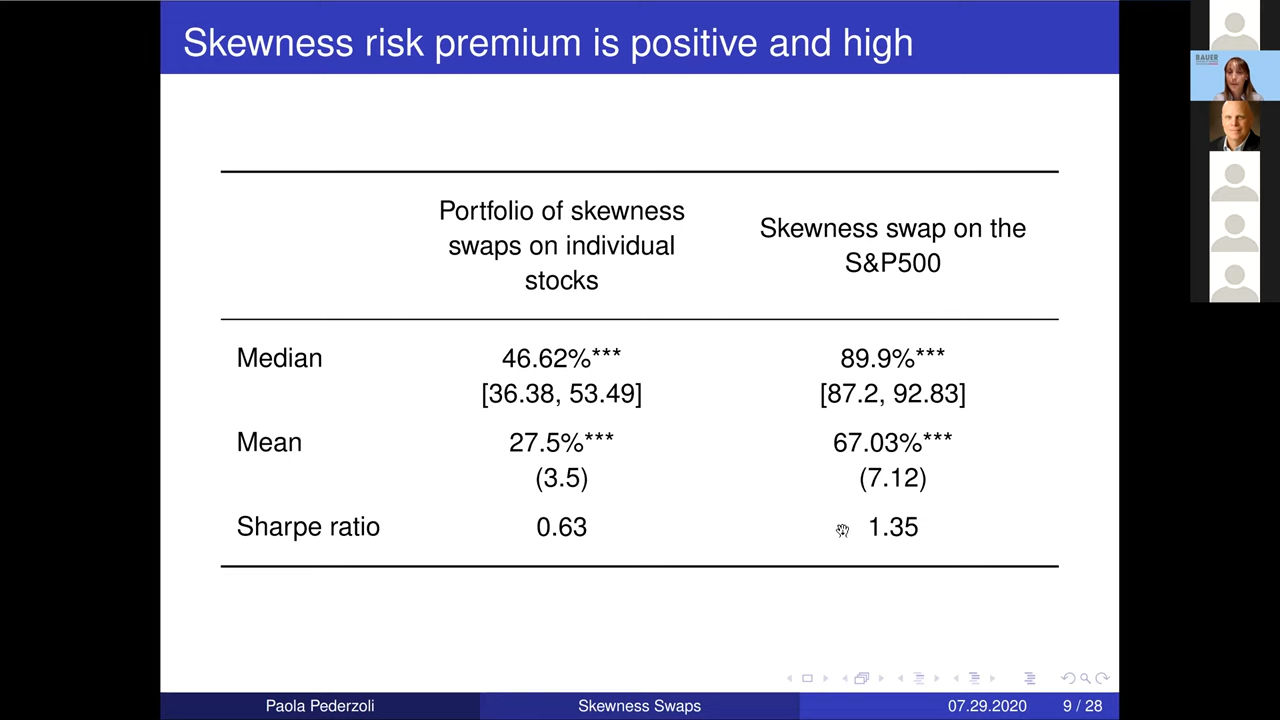 Skewness risk premium is positive and high
BAUER
Portfolio of skewness
swaps on individual
stocks
Skewness swap on the
S&P500
Median 46.62%*** 89.9%***
[36.38, 53.49] [87.2, 92.83]
Mean 27.5%*** 67.03%***
(3.5) (7.12)
Sharpe ratio 0.63 1.35
Paola Pederzoli Skewness Swaps 07.29.2020 9 / 28